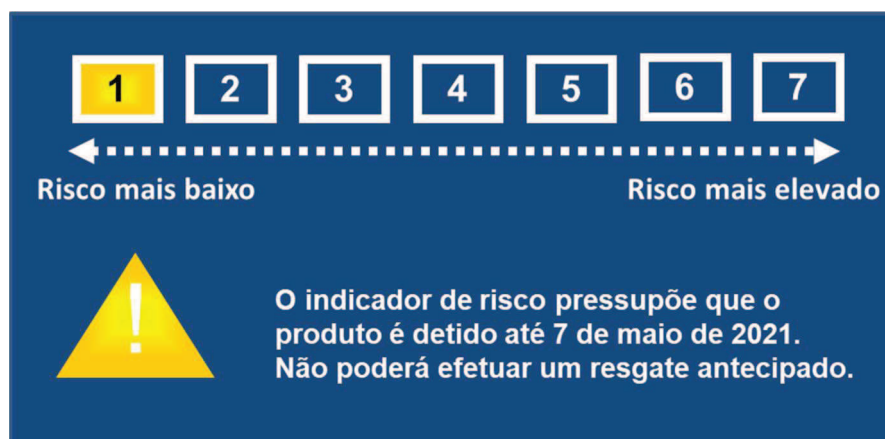 1 2 3 4 5 6 7
Risco mais baixo Risco mais elevado
!
O indicador de risco pressupõe que o
produto é detido até 7 de maio de 2021.
Não poderá efetuar um resgate antecipado.